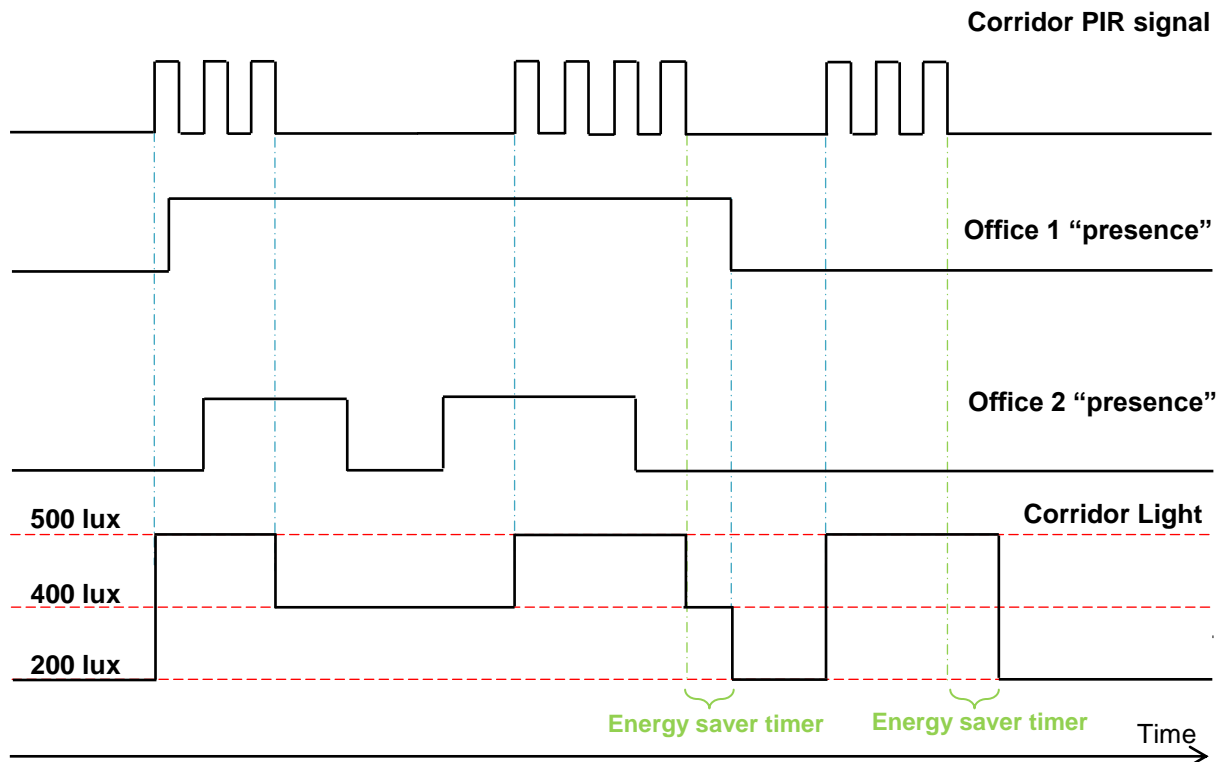 Corridor PIR signal
Office 1 “presence”
Office 2 “presence”
500 lux
Corridor Light
400 lux
200 lux
Energy saver timer
Energy saver timer
Time